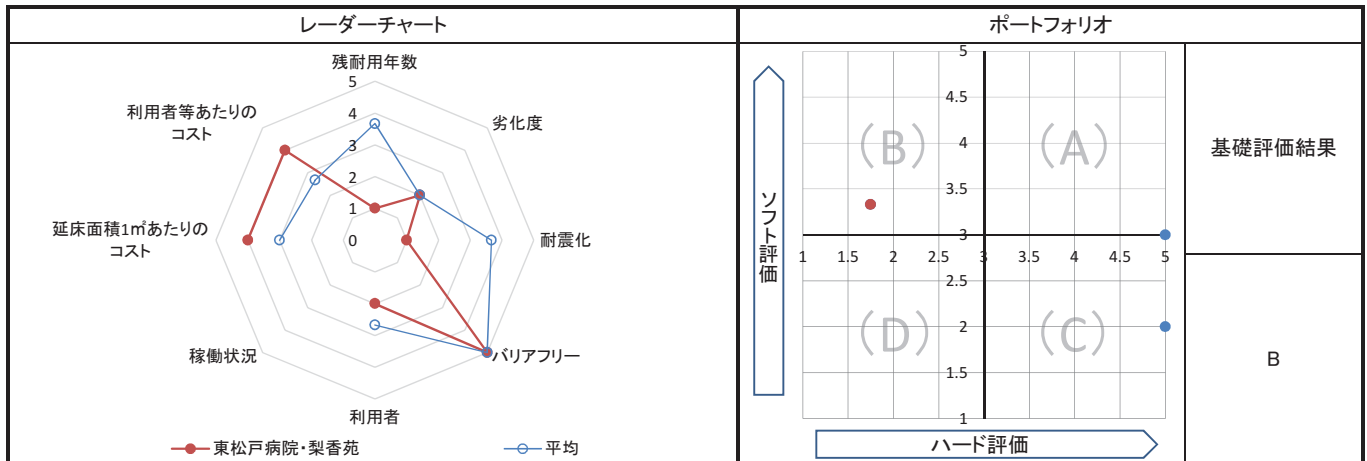 レーダーチャート
ポートフォリオ
残耐用年数
劣化度
耐震化
バリアフリー
利用者
稼働状況
延床面積1㎡あたりの
コスト
利用者等あたりの
コスト
5
4
3
2
1
0
東松戸病院・梨香苑
平均
ソフト評価
5
4.5
4
3.5
3
2.5
2
1.5
1
1
1.5
2
2.5
3
3.5
4
4.5
5
(B)
(A)
(D)
(C)
ハード評価
基礎評価結果
B